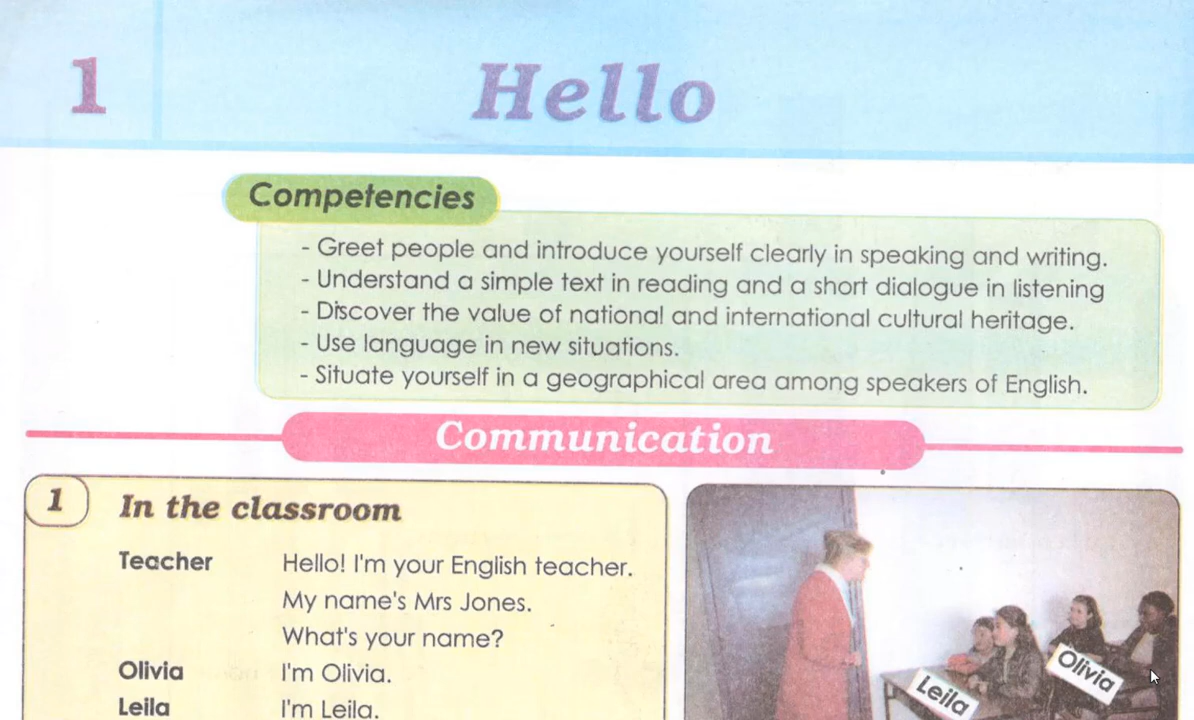 1
Hello
Competencies
- Greet people and introduce yourself clearly in speaking and writing.
- Understand a simple text in reading and a short dialogue in listening
- Discover the value of national and international cultural heritage.
- Use language in new situations.
- Situate yourself in a geographical area among speakers of English.
Communication
1 In the classroom
Teacher Hello! I'm your English teacher.
My name's Mrs Jones.
What's your name?
Olivia I'm Olivia.
Leila I'm Leila.
Leila
Olivia